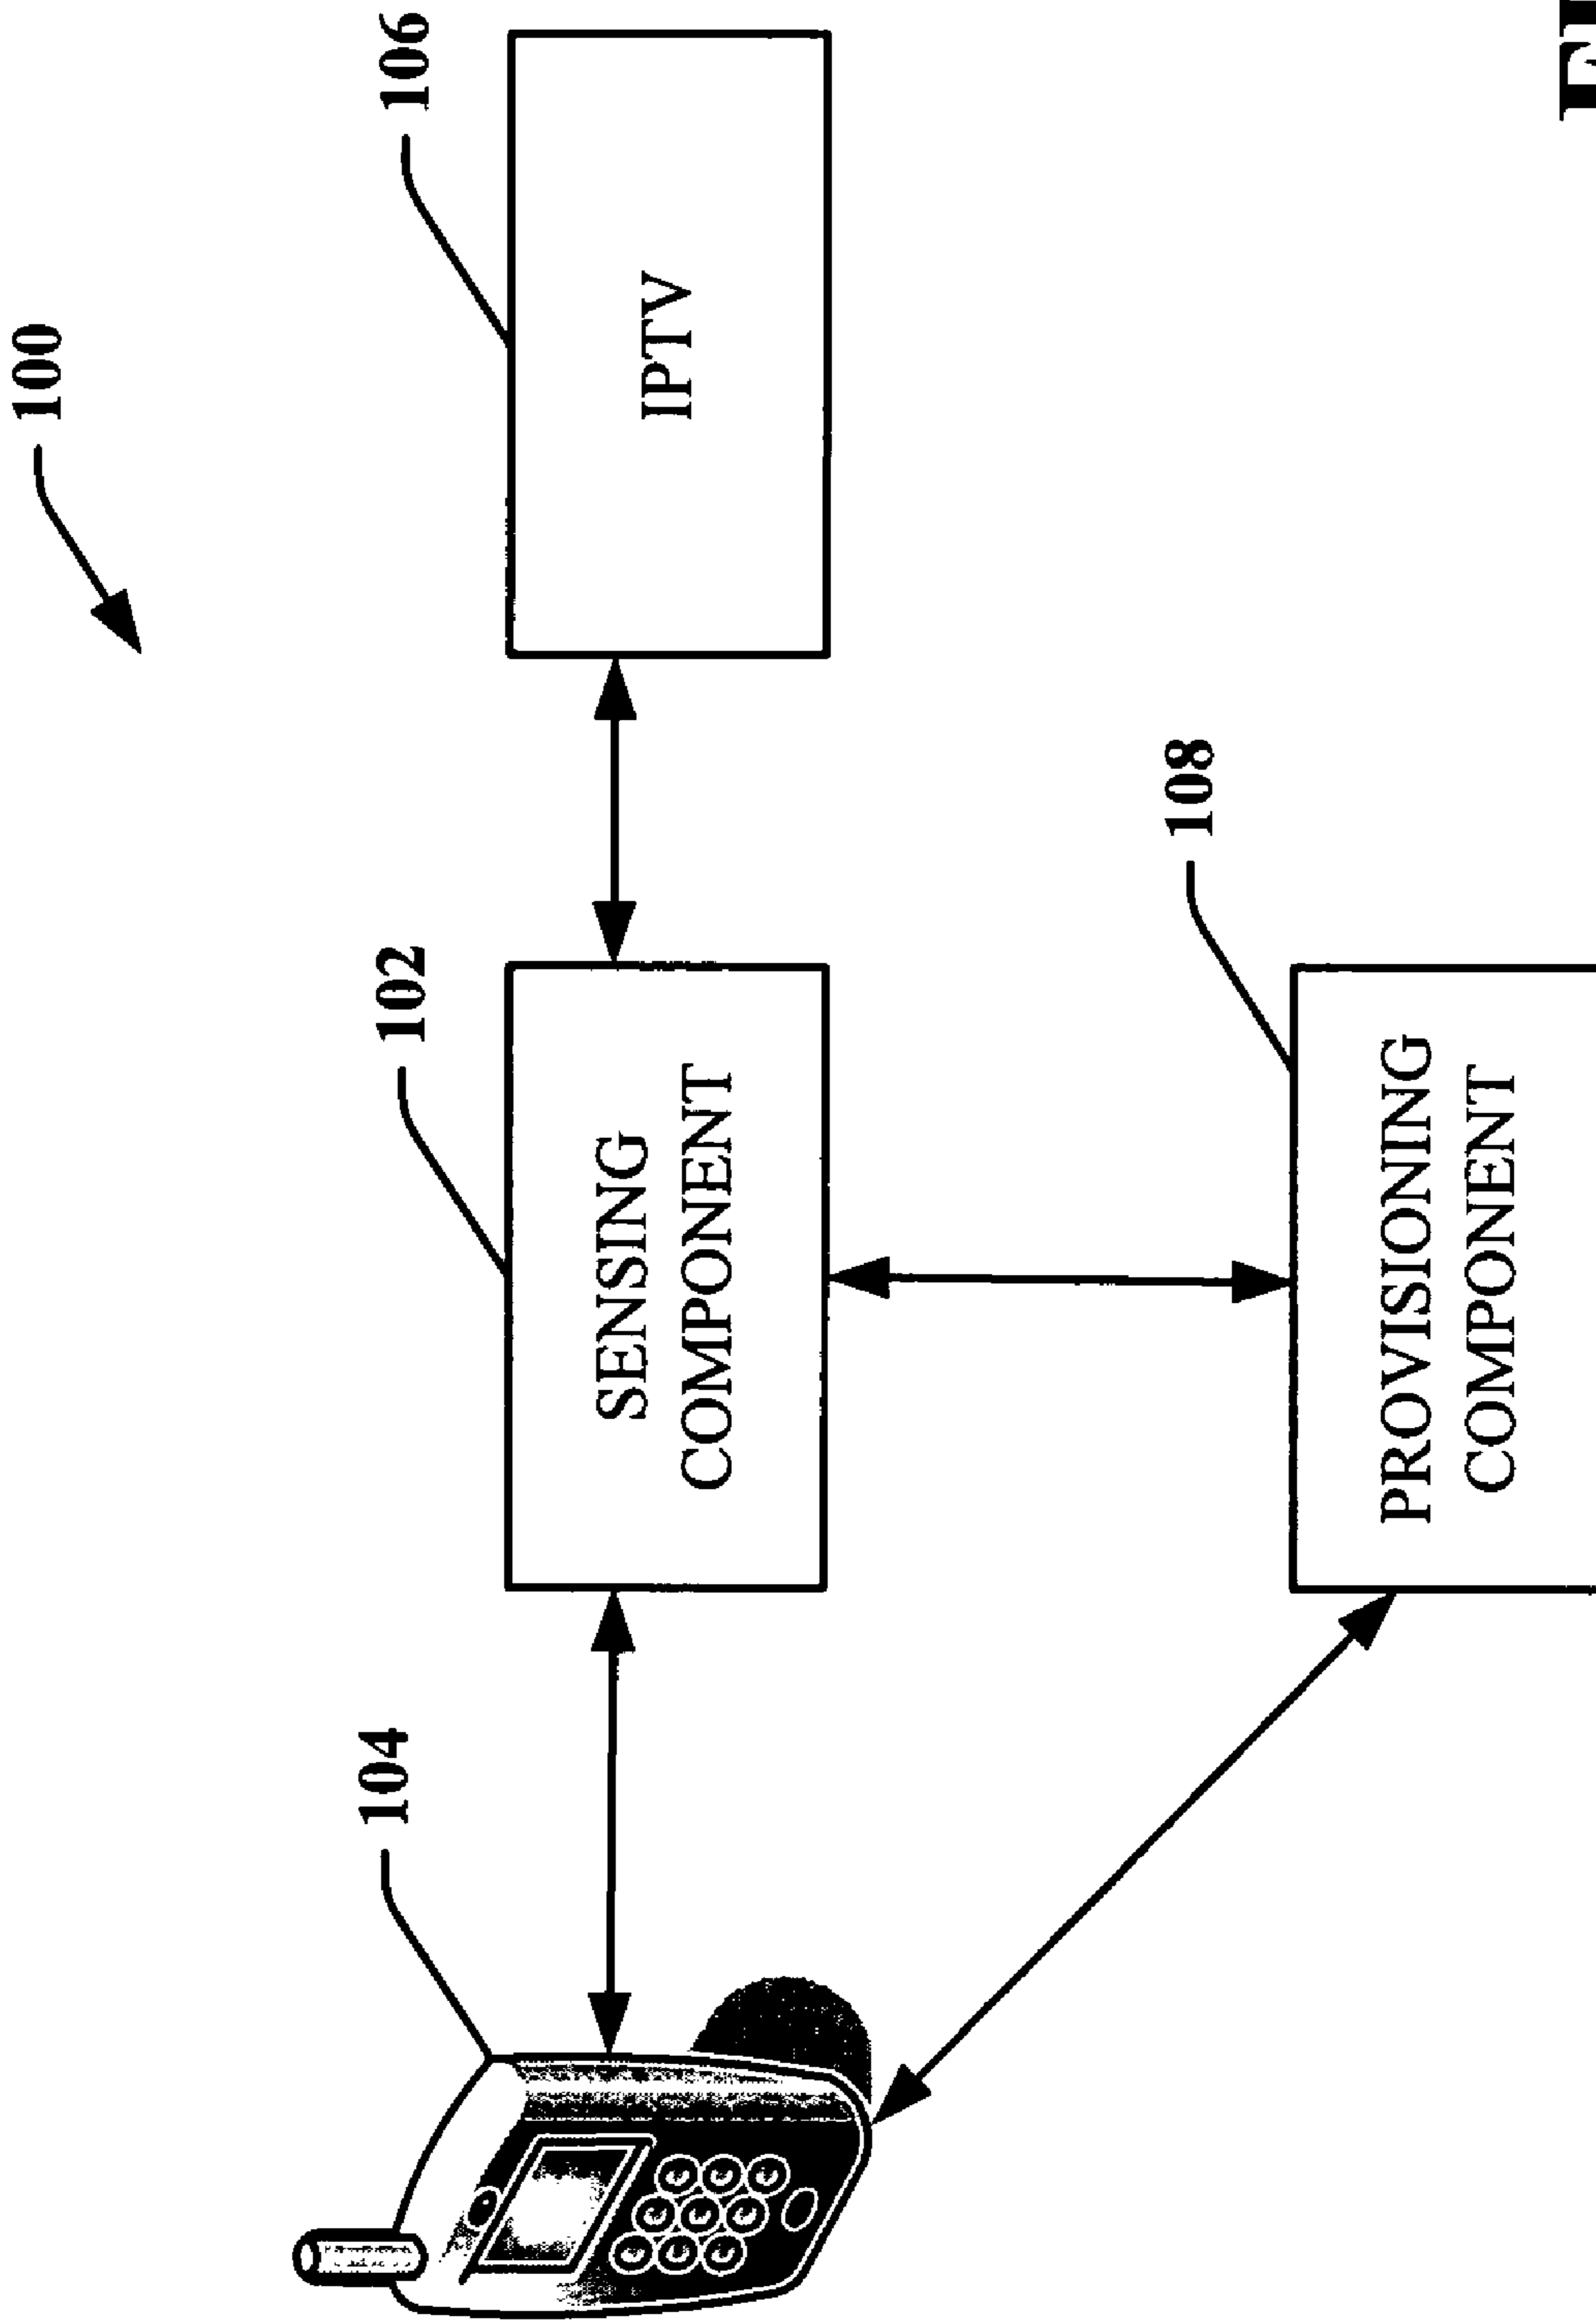 100
104
102
106
SENSING
COMPONENT
IPTV
108
PROVISIONING
COMPONENT